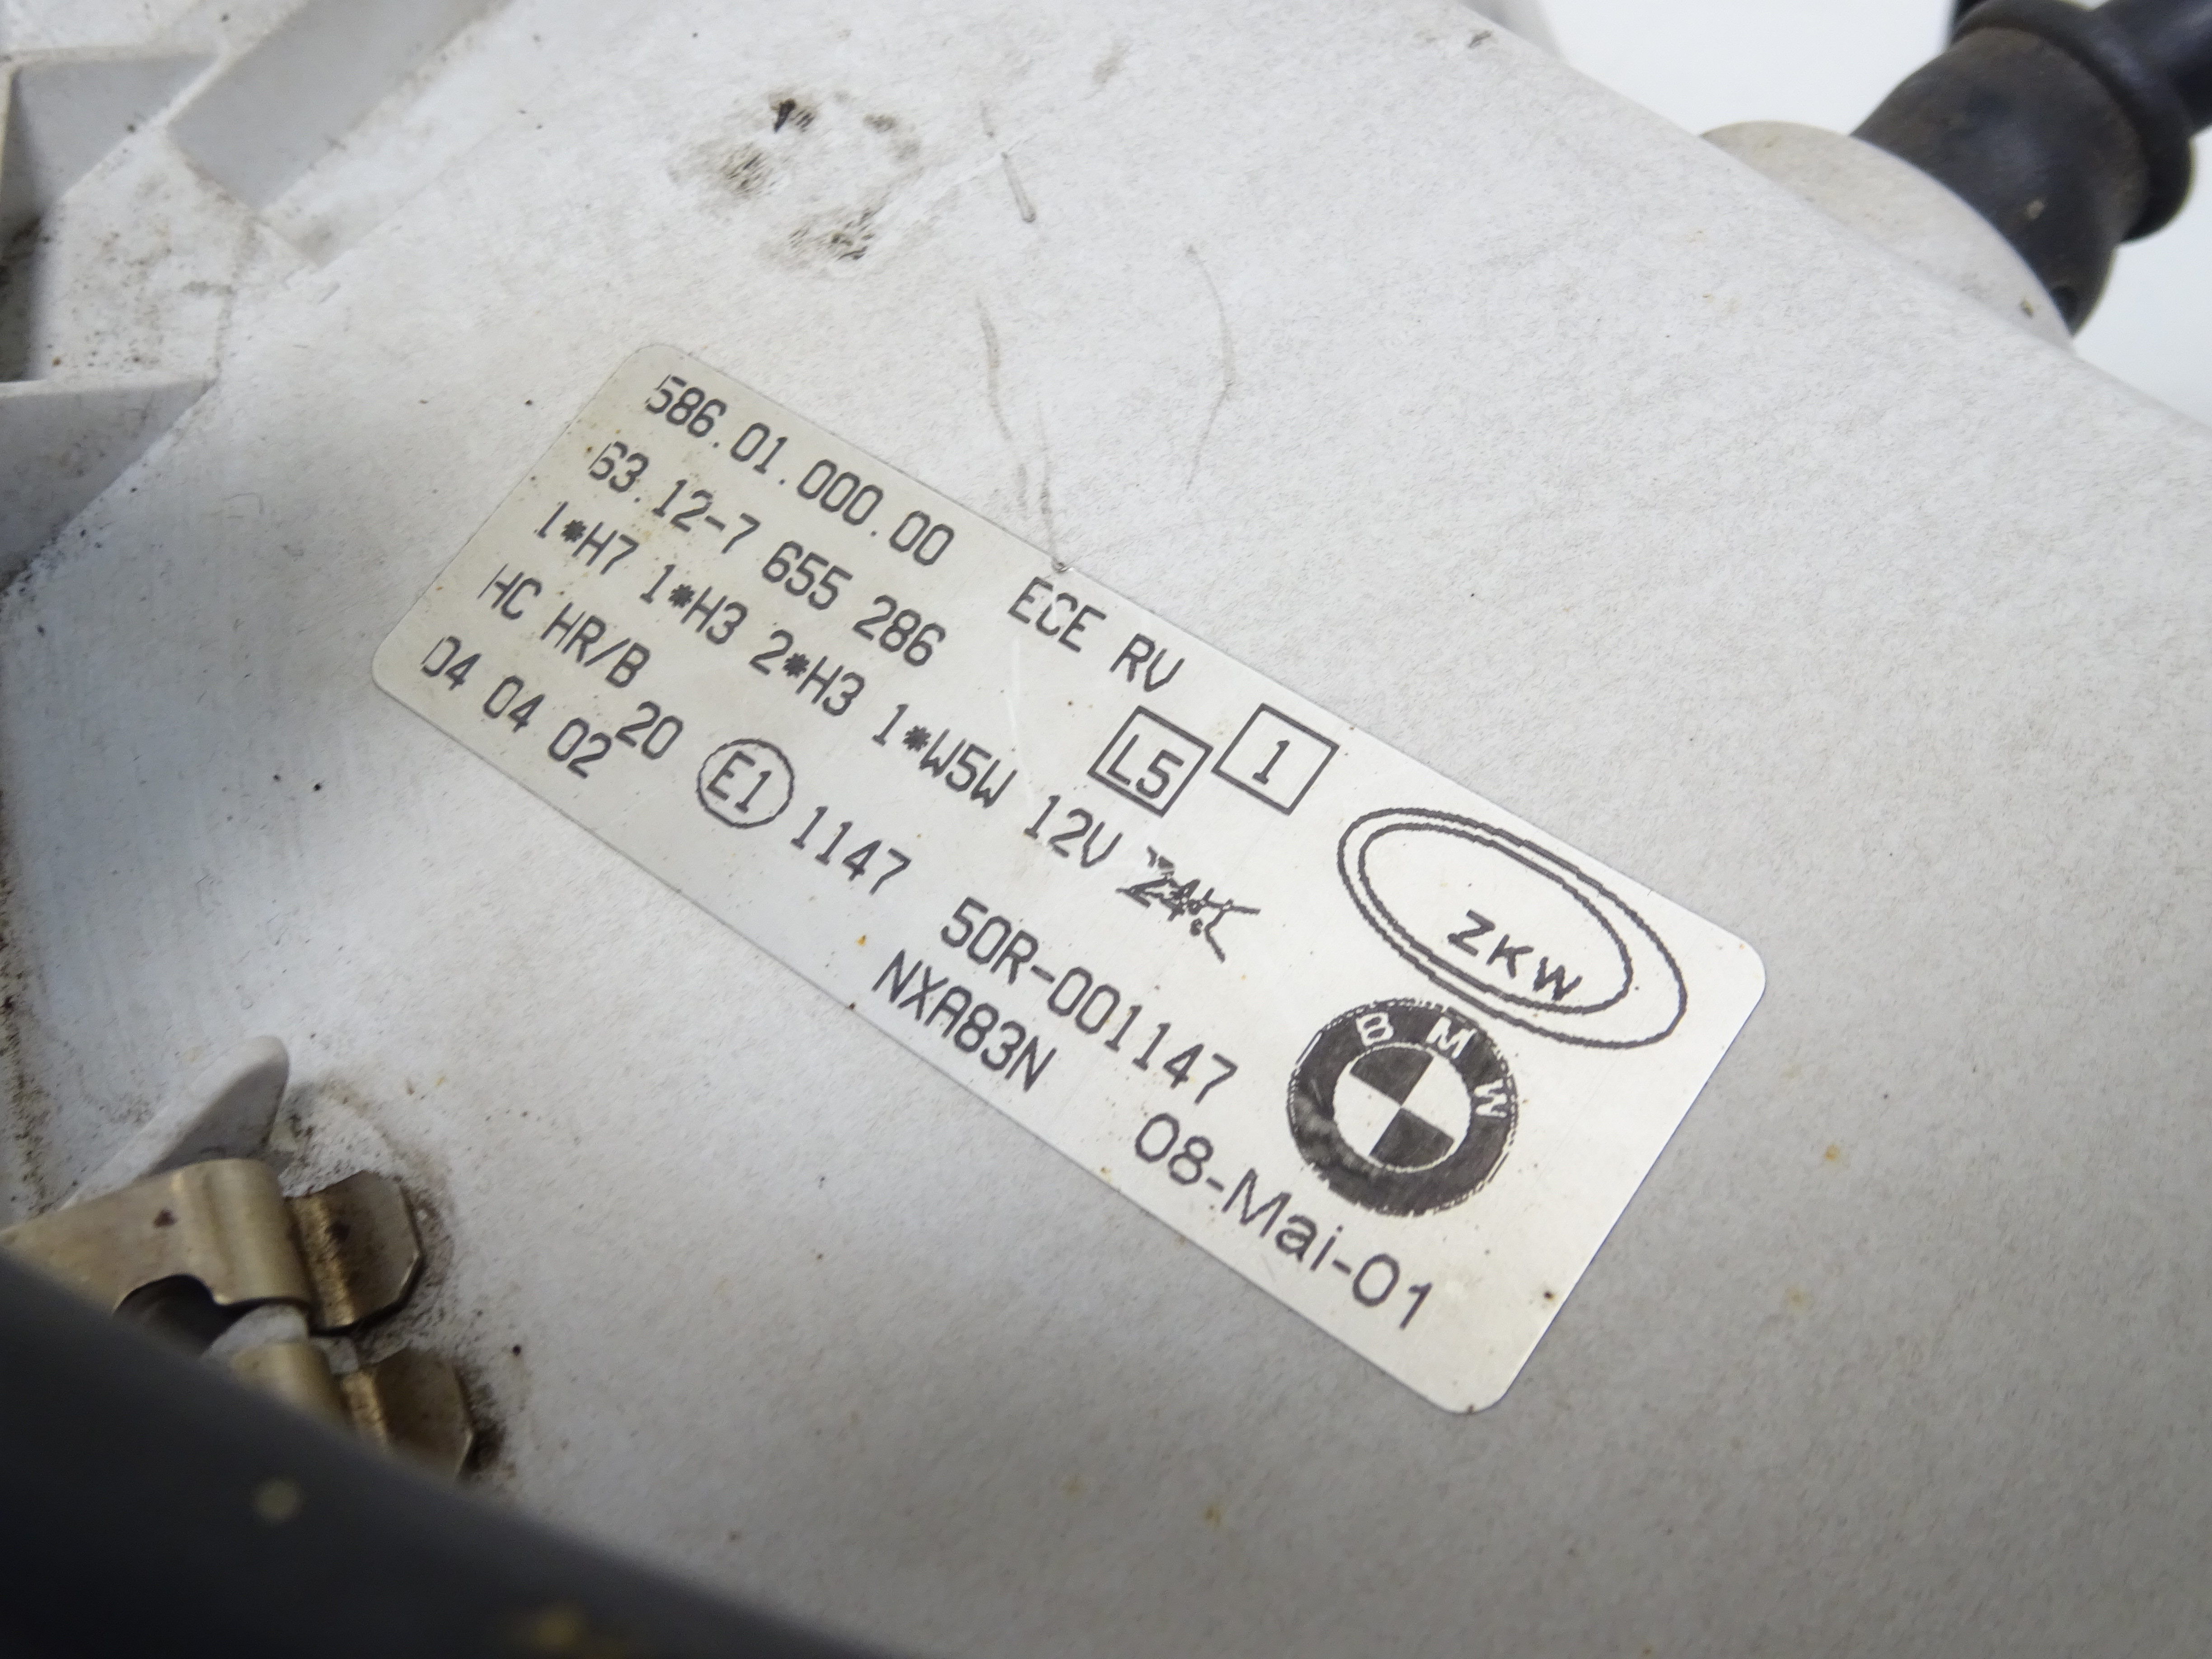 586.01.000.00 ECE RV
63.12-7 655 286 L5 1
1*H7 1*H3 2*H3 1*W5W 12V
HC HR/B 20 E1 1147 50R-001147
04 04 02 NXA83N 08-Mai-01
ZKW
BMW